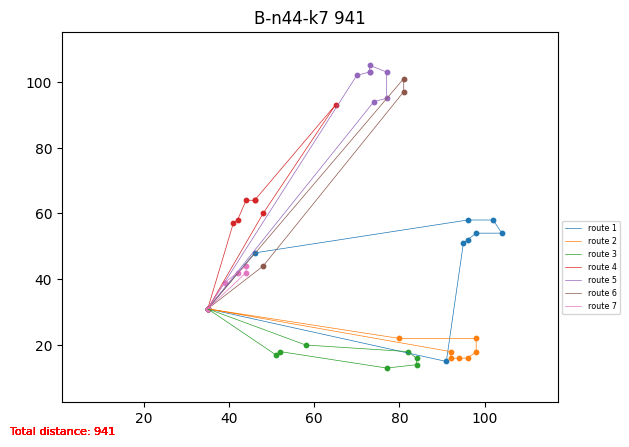 B-n44-k7 941
100
80
60
40
20
20 40 60 80 100
route 1
route 2
route 3
route 4
route 5
route 6
route 7
Total distance: 941